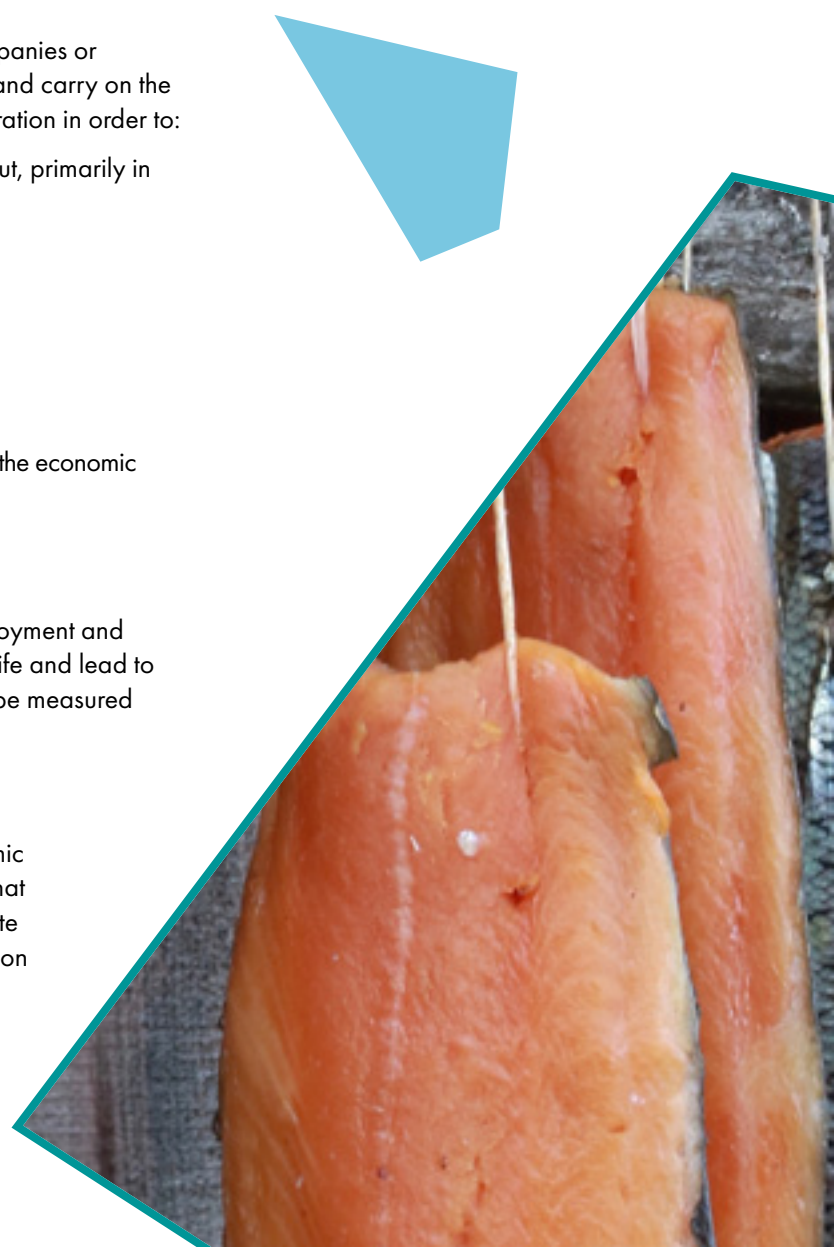 panies or
and carry on the
ration in order to:
ut, primarily in
the economic
oyment and
ife and lead to
be measured
nic
hat
te
on